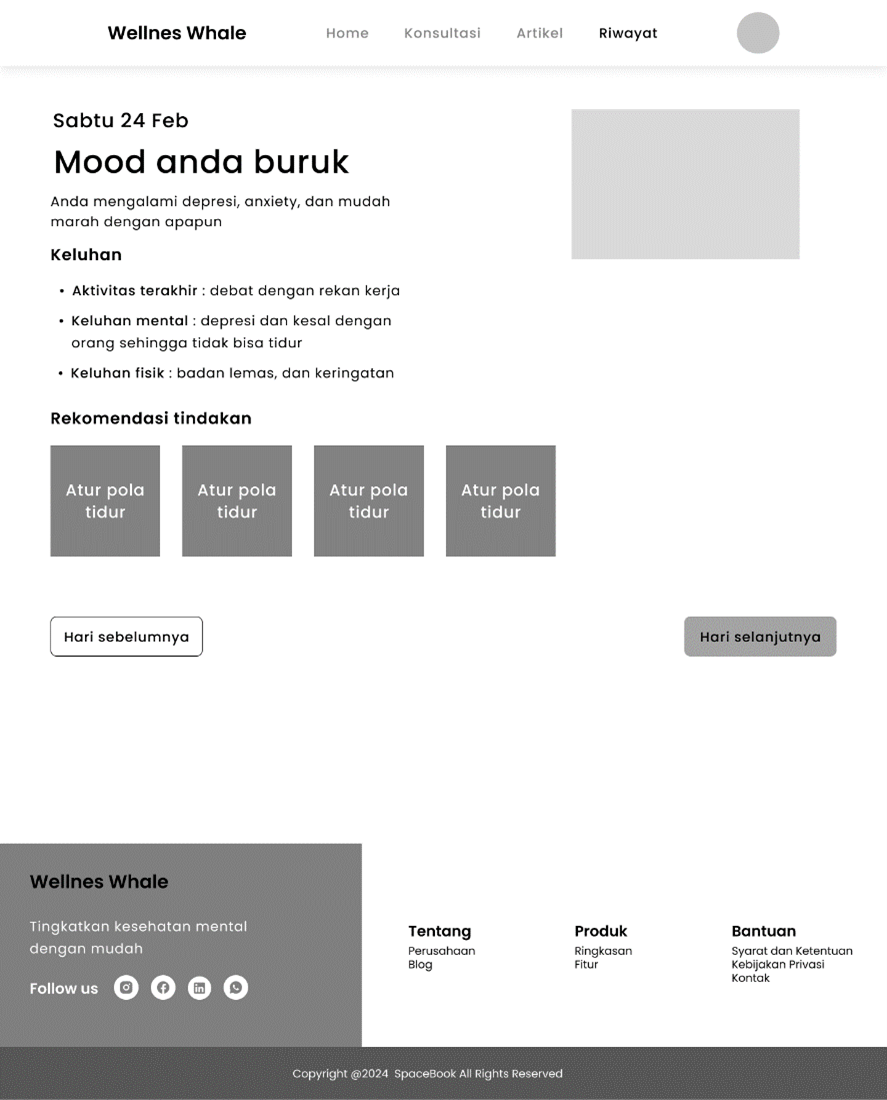 Wellnes Whale
Home
Konsultasi
Artikel
Riwayat
Sabtu 24 Feb
Mood anda buruk
Anda mengalami depresi, anxiety, dan mudah
marah dengan apapun
Keluhan
• Aktivitas terakhir : debat dengan rekan kerja
• Keluhan mental : depresi dan kesal dengan
orang sehingga tidak bisa tidur
• Keluhan fisik : badan lemas, dan keringatan
Rekomendasi tindakan
Atur pola
tidur
Atur pola
tidur
Atur pola
tidur
Atur pola
tidur
Hari sebelumnya
Hari selanjutnya
Wellnes Whale
Tingkatkan kesehatan mental
dengan mudah
Follow us
Tentang
Perusahaan
Blog
Produk
Ringkasan
Fitur
Bantuan
Syarat dan Ketentuan
Kebijakan Privasi
Kontak
Copyright @2024 SpaceBook All Rights Reserved